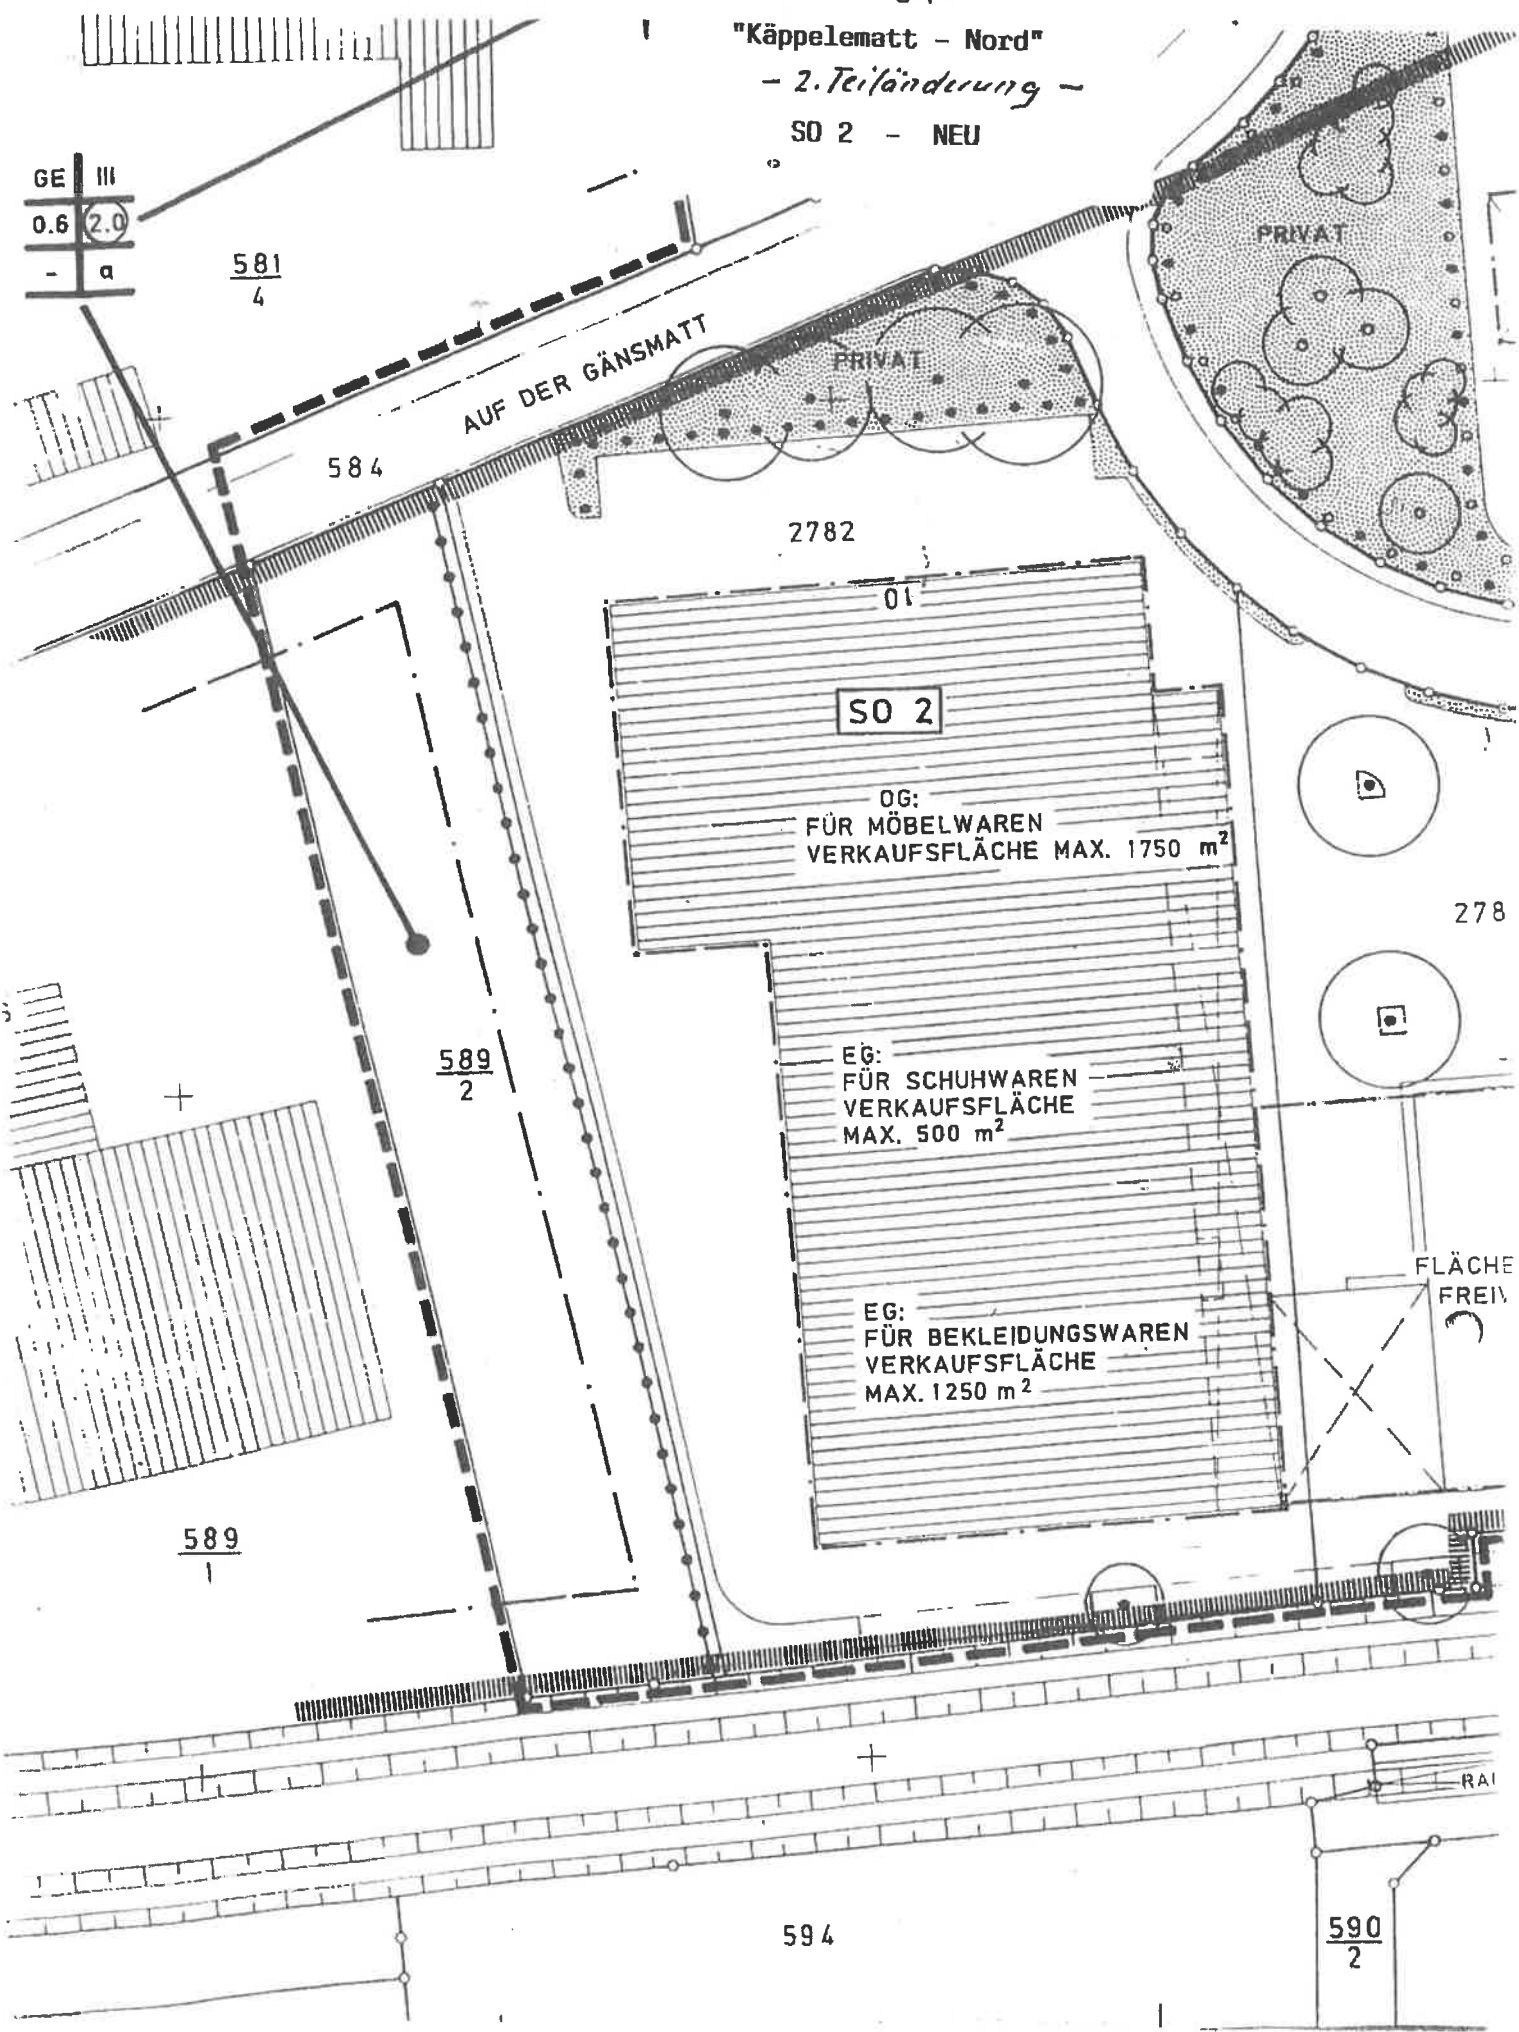 "Käppelematt - Nord"
- 2. Teiländerung -
SO 2 - NEU
GE III
0.6 2.0
- a
581
4
PRIVAT
AUF DER GÄNSMATT
PRIVAT
584
2782
01
SO 2
OG:
FÜR MÖBELWAREN
VERKAUFSFLÄCHE MAX. 1750 m²
278
589
2
EG:
FÜR SCHUHWAREN
VERKAUFSFLÄCHE
MAX. 500 m²
FLÄCHE
EG:
FÜR BEKLEIDUNGSWAREN
VERKAUFSFLÄCHE
MAX. 1250 m²
589
1
594
590
2